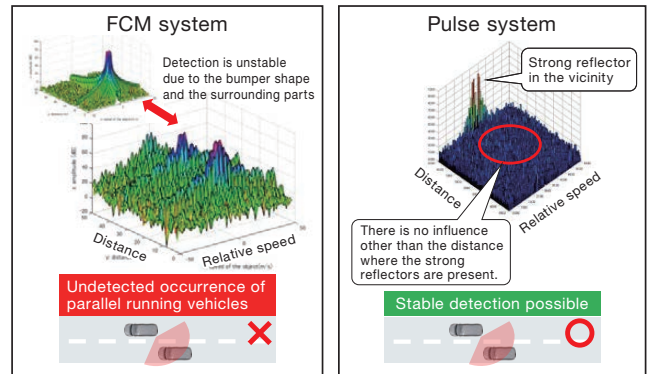 FCM system
Detection is unstable
due to the bumper shape
and the surrounding parts
Distance
Relative speed
Undetected occurrence of
parallel running vehicles
Pulse system
Strong reflector
in the vicinity
Distance
Relative speed
There is no influence
other than the distance
where the strong
reflectors are present.
Stable detection possible